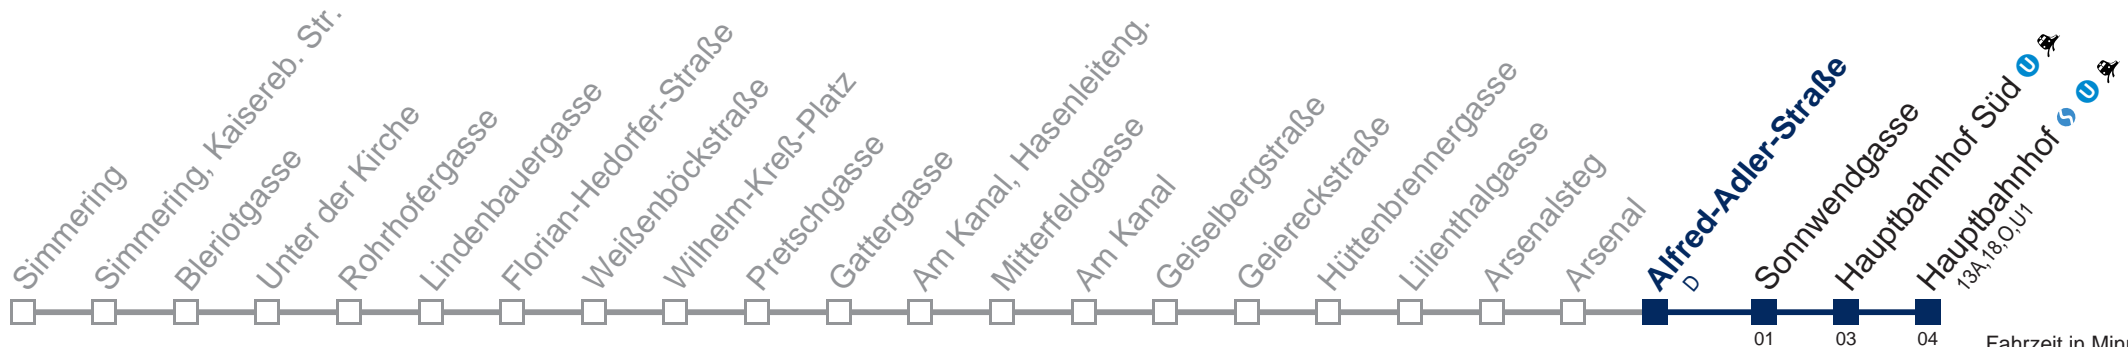 Simmering
Simmering, Kaisereb. Str.
Bleriotgasse
Unter der Kirche
Rohrhofergasse
Lindenbauergasse
Florian-Hedorfer-Straße
Weißenböckstraße
Wilhelm-Kreß-Platz
Pretschgasse
Gattergasse
Am Kanal, Hasenleiteng.
Mitterfeldgasse
Am Kanal
Geiselbergstraße
Geiereckstraße
Hüttenbrennergasse
Lilienthalgasse
Arsenalsteg
Arsenal
Alfred-Adler-Straße
D
Sonnwendgasse
Hauptbahnhof Süd U
Hauptbahnhof S U
13A,18,O,U1
01 03 04
Fahrzeit in